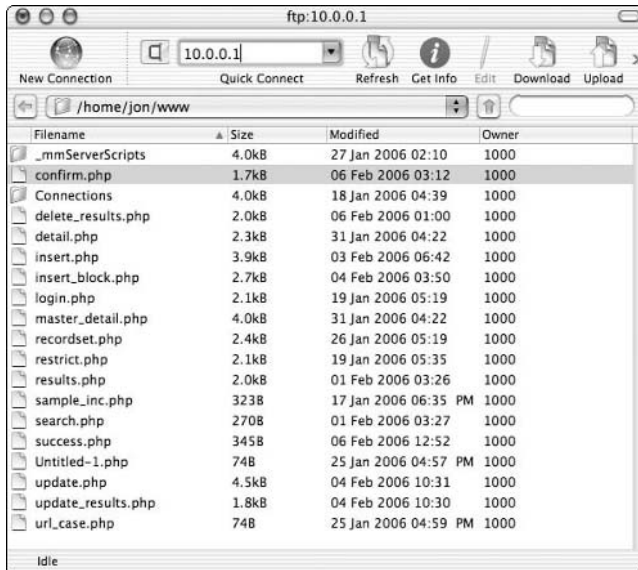 ftp:10.0.0.1
10.0.0.1
New Connection Quick Connect Refresh Get Info Edit Download Upload
/home/jon/www
Filename Size Modified Owner
_mmServerScripts 4.0kB 27 Jan 2006 02:10 1000
confirm.php 1.7kB 06 Feb 2006 03:12 1000
Connections 4.0kB 18 Jan 2006 04:39 1000
delete_results.php 2.0kB 06 Feb 2006 01:00 1000
detail.php 2.3kB 31 Jan 2006 04:22 1000
insert.php 3.9kB 03 Feb 2006 06:42 1000
insert_block.php 2.7kB 04 Feb 2006 03:50 1000
login.php 2.1kB 19 Jan 2006 05:19 1000
master_detail.php 4.0kB 31 Jan 2006 04:22 1000
recordset.php 2.4kB 26 Jan 2006 05:19 1000
restrict.php 2.1kB 19 Jan 2006 05:35 1000
results.php 2.0kB 01 Feb 2006 03:26 1000
sample_inc.php 323B 17 Jan 2006 06:35 PM 1000
search.php 270B 01 Feb 2006 03:27 1000
success.php 345B 06 Feb 2006 12:52 1000
Untitled-1.php 74B 25 Jan 2006 04:57 PM 1000
update.php 4.5kB 04 Feb 2006 10:31 1000
update_results.php 1.8kB 04 Feb 2006 10:30 1000
url_case.php 74B 25 Jan 2006 04:59 PM 1000
Idle